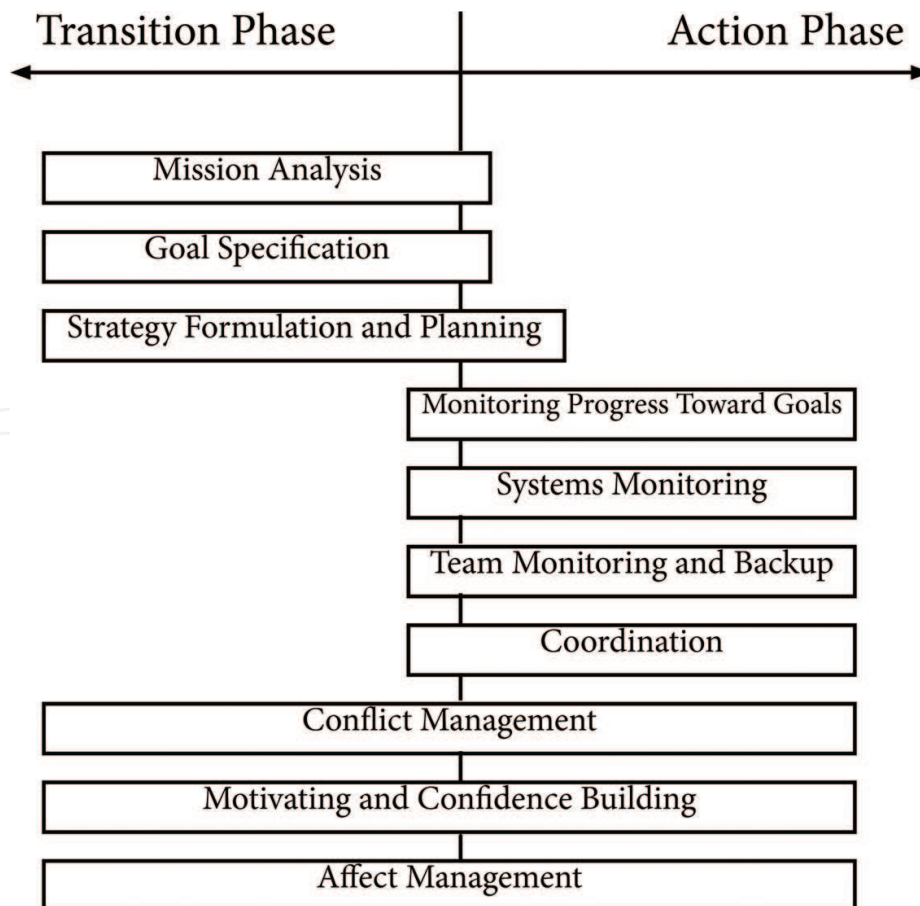 Transition Phase
Action Phase
Mission Analysis
Goal Specification
Strategy Formulation and Planning
Monitoring Progress Toward Goals
Systems Monitoring
Team Monitoring and Backup
Coordination
Conflict Management
Motivating and Confidence Building
Affect Management